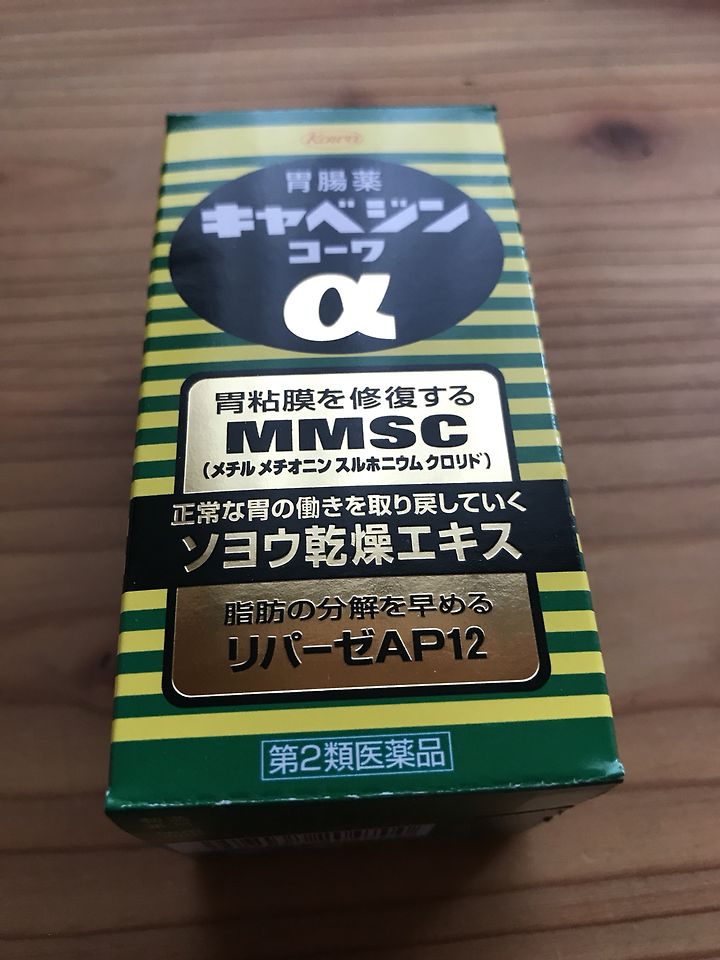 Kowa
胃腸薬
キャベジン
コーワ
α
胃粘膜を修復する
MMSC
(メチル メチオニン スルホニウム クロリド)
正常な胃の働きを取り戻していく
ソヨウ乾燥エキス
脂肪の分解を早める
リパーゼAP12
第2類医薬品